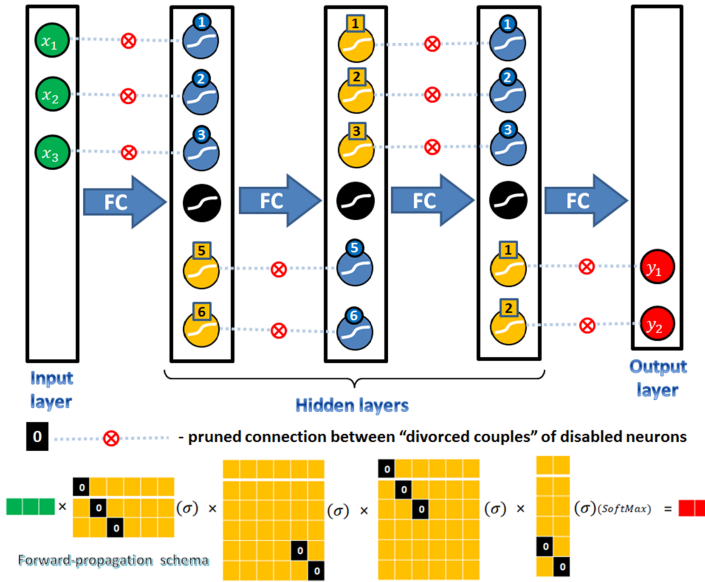 1 1 1
x1
2 2 2
x2
3 3 3
x3
FC FC FC FC
5 5 1
y1
6 6 2
y2
Input
layer
Hidden layers
Output
layer
0 - pruned connection between “divorced couples” of disabled neurons
0 0 0 × (σ) × 0 0 (σ) × 0 0 0 (σ) × 0 0 (σ)(SoftMax) =
Forward-propagation schema